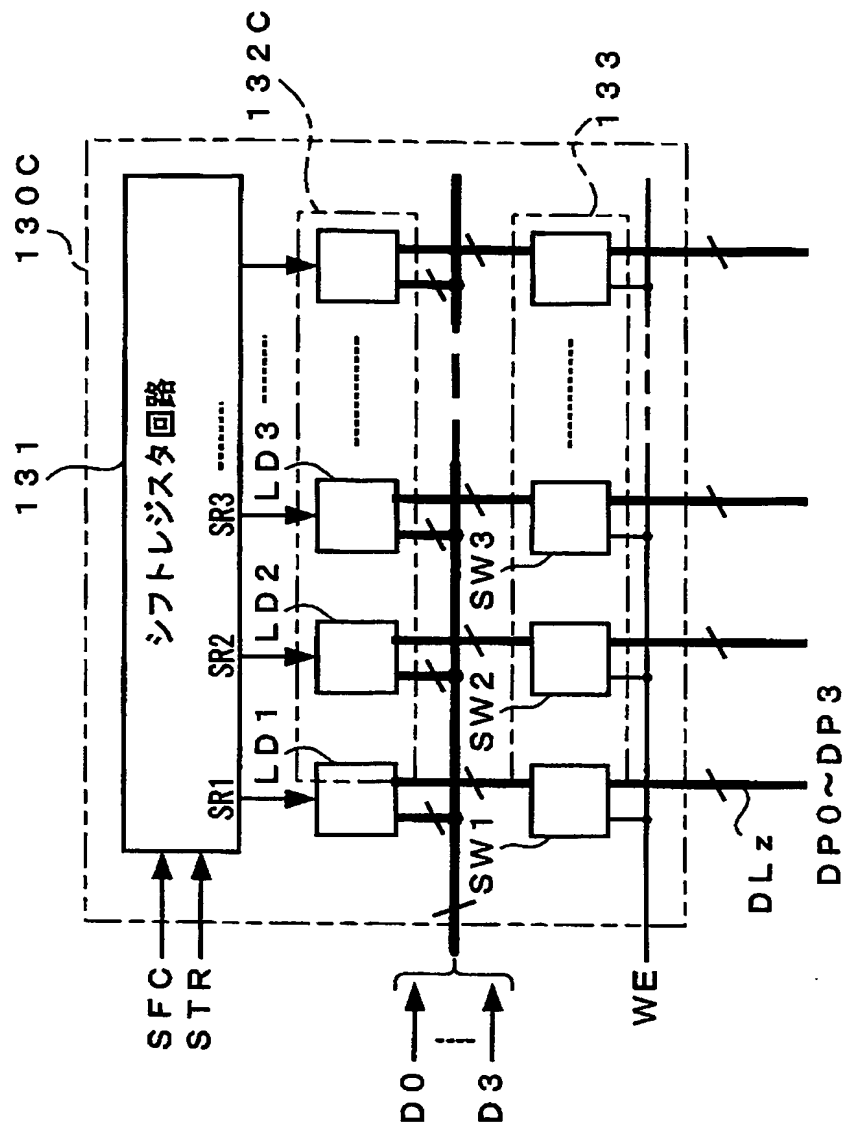 130C
131
132C
シフトレジスタ回路
SFC
STR
SR1
SR2
SR3
LD1
LD2
LD3
D0
D3
SW1
SW2
SW3
133
WE
DLz
DP0～DP3